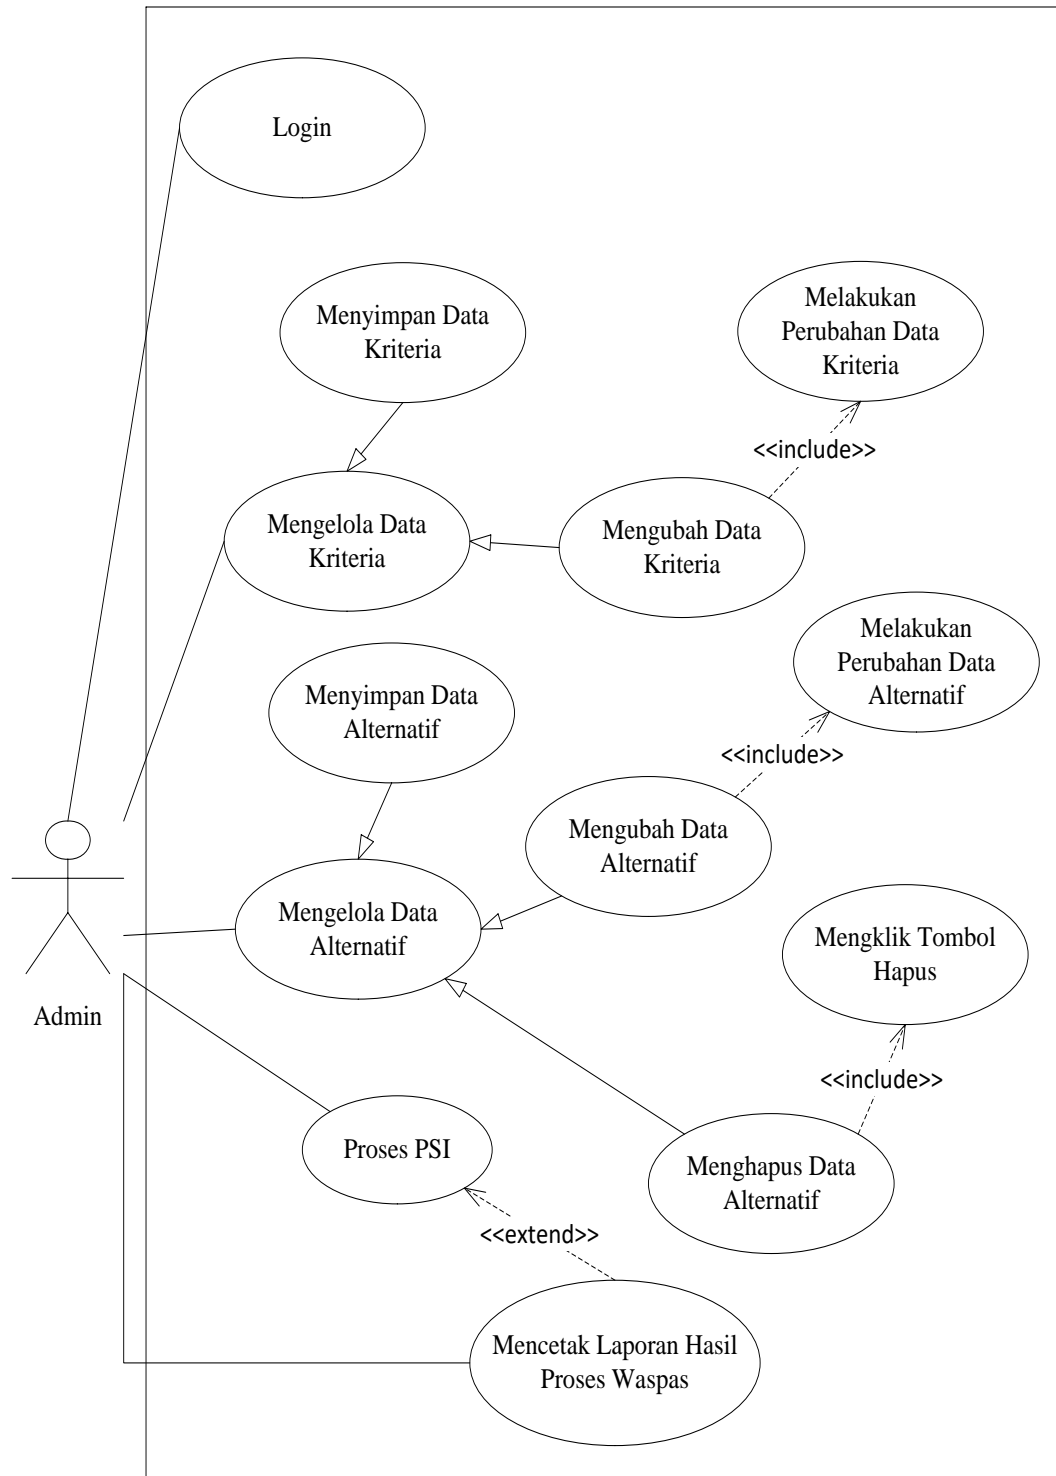 Login
Menyimpan Data
Kriteria
Melakukan
Perubahan Data
Kriteria
<<include>>
Mengelola Data
Kriteria
Mengubah Data
Kriteria
Melakukan
Perubahan Data
Alternatif
Menyimpan Data
Alternatif
<<include>>
Mengubah Data
Alternatif
Mengelola Data
Alternatif
Mengklik Tombol
Hapus
Admin
<<include>>
Proses PSI
Menghapus Data
Alternatif
<<extend>>
Mencetak Laporan Hasil
Proses Waspas